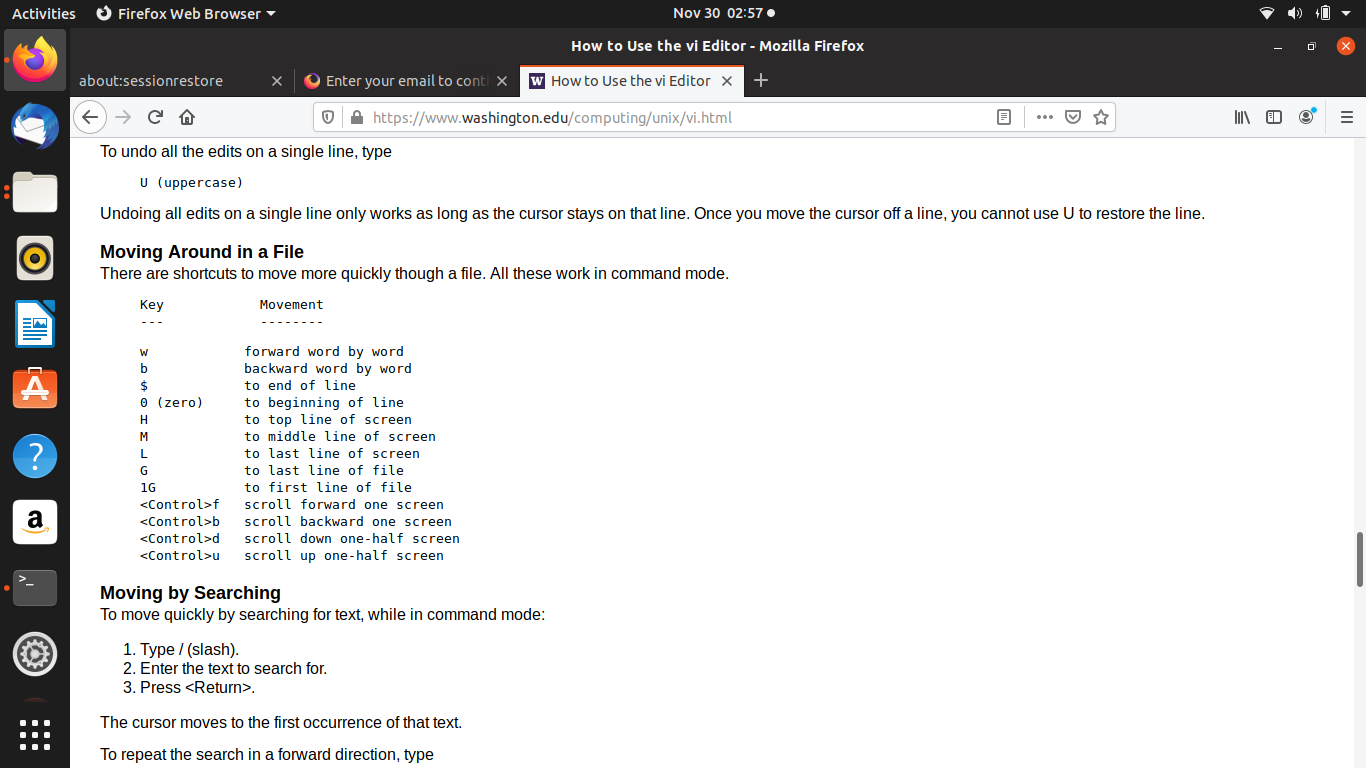 Activities
Firefox Web Browser
Nov 30 02:57
How to Use the vi Editor - Mozilla Firefox
about:sessionrestore
Enter your email to conti
How to Use the vi Editor
https://www.washington.edu/computing/unix/vi.html
To undo all the edits on a single line, type
U (uppercase)
Undoing all edits on a single line only works as long as the cursor stays on that line. Once you move the cursor off a line, you cannot use U to restore the line.
Moving Around in a File
There are shortcuts to move more quickly though a file. All these work in command mode.
Key Movement
--- --------
w forward word by word
b backward word by word
$ to end of line
0 (zero) to beginning of line
H to top line of screen
M to middle line of screen
L to last line of screen
G to last line of file
1G to first line of file
<Control>f scroll forward one screen
<Control>b scroll backward one screen
<Control>d scroll down one-half screen
<Control>u scroll up one-half screen
Moving by Searching
To move quickly by searching for text, while in command mode:
1. Type / (slash).
2. Enter the text to search for.
3. Press <Return>.
The cursor moves to the first occurrence of that text.
To repeat the search in a forward direction, type